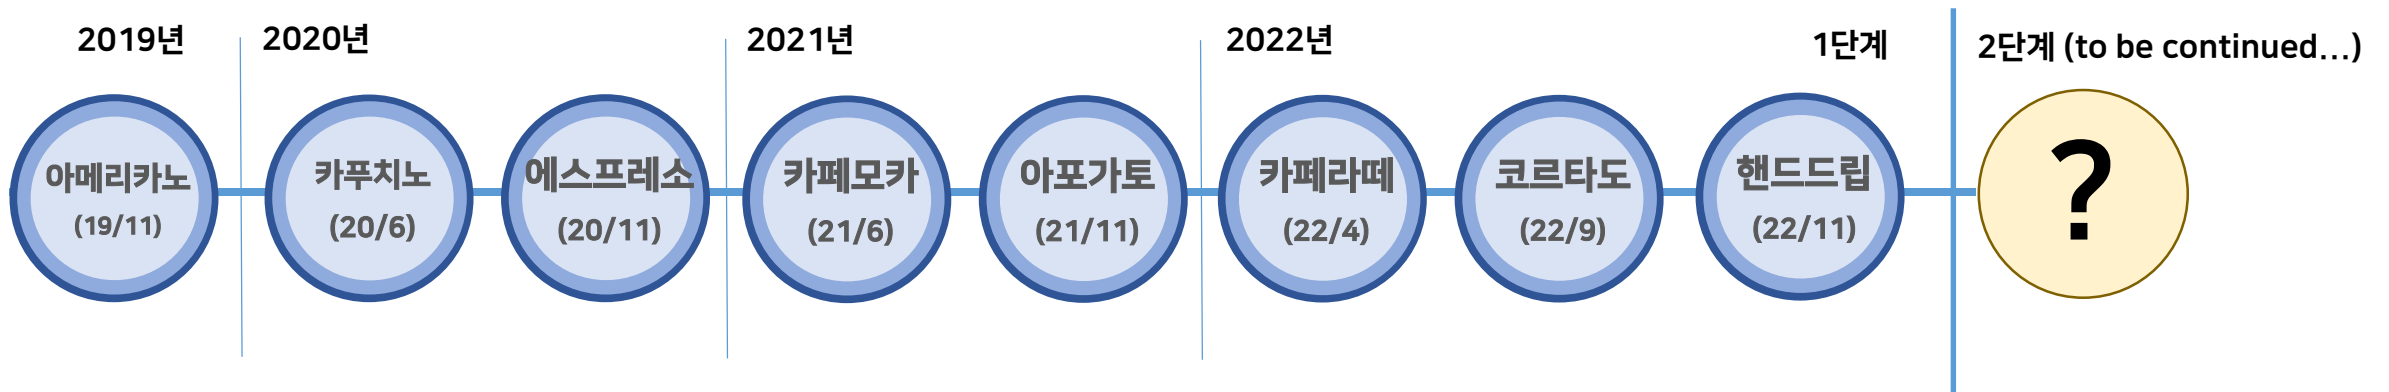 2019년
2020년
2021년
2022년
1단계
2단계 (to be continued...)
아메리카노
(19/11)
카푸치노
(20/6)
에스프레소
(20/11)
카페모카
(21/6)
아포가토
(21/11)
카페라떼
(22/4)
코르타도
(22/9)
핸드드립
(22/11)
?